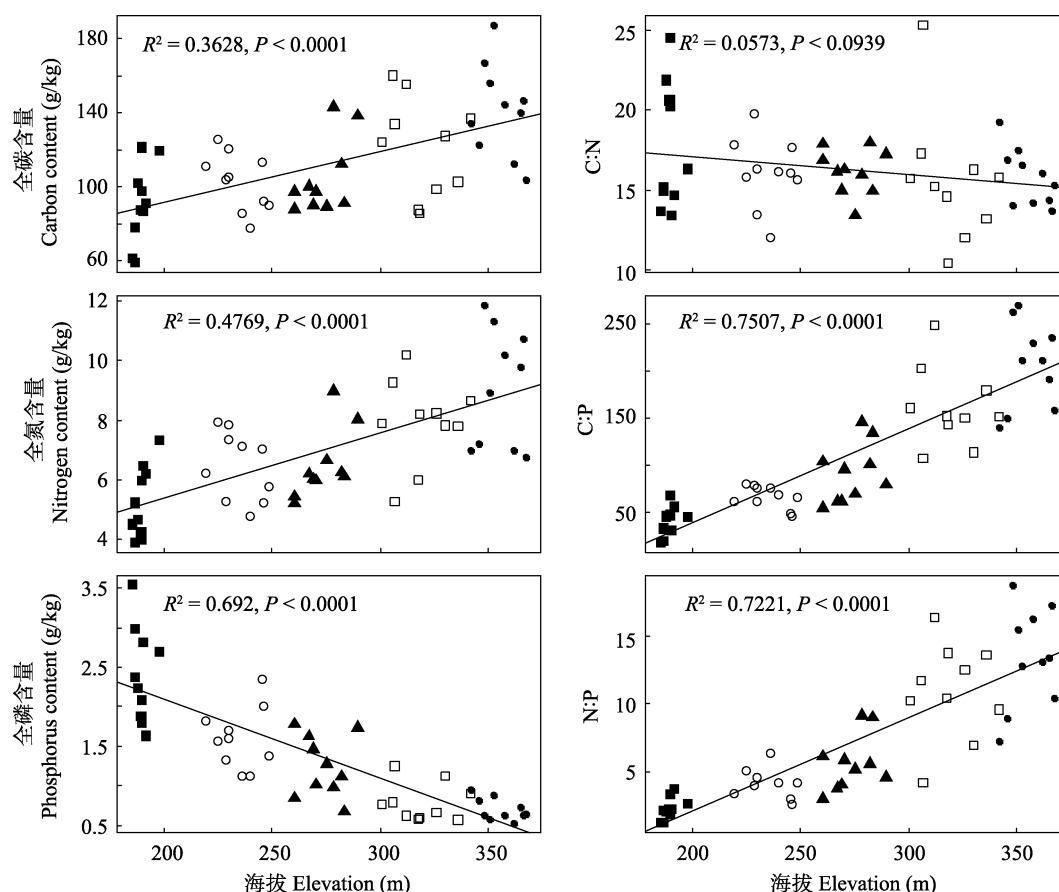 全碳含量
Carbon content (g/kg)
180
140
100
60
R² = 0.3628, P < 0.0001
C:N
25
20
15
10
R² = 0.0573, P < 0.0939
全氮含量
Nitrogen content (g/kg)
12
10
8
6
4
R² = 0.4769, P < 0.0001
C:P
250
150
50
R² = 0.7507, P < 0.0001
全磷含量
Phosphorus content (g/kg)
3.5
2.5
1.5
0.5
R² = 0.692, P < 0.0001
200
250
300
350
海拔 Elevation (m)
N:P
15
10
5
R² = 0.7221, P < 0.0001
200
250
300
350
海拔 Elevation (m)